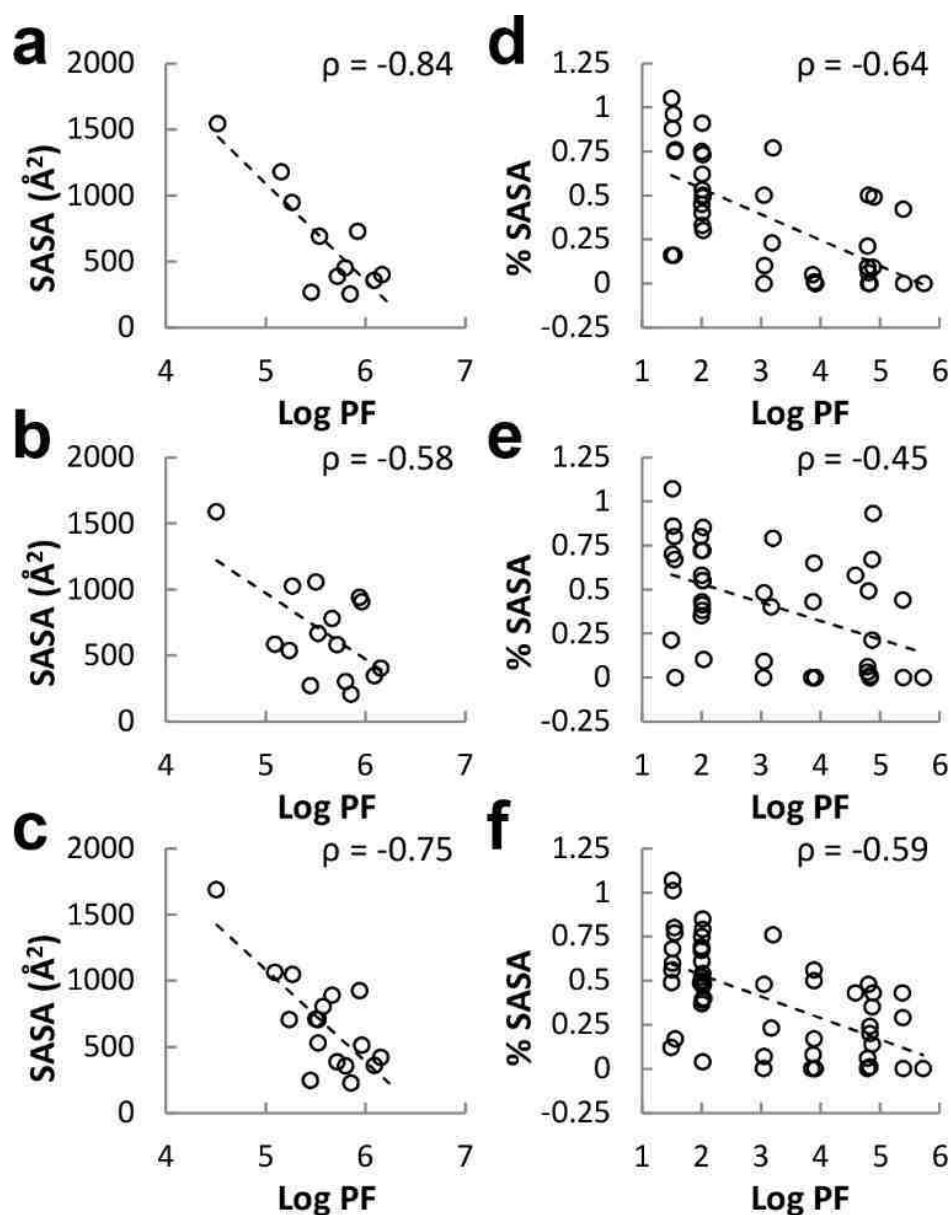 a
ρ = -0.84
SASA (Å²)
2000
1500
1000
500
0
4 5 6 7
Log PF
d
ρ = -0.64
% SASA
1.25
1
0.75
0.5
0.25
0
-0.25
1 2 3 4 5 6
Log PF
b
ρ = -0.58
SASA (Å²)
2000
1500
1000
500
0
4 5 6 7
Log PF
e
ρ = -0.45
% SASA
1.25
1
0.75
0.5
0.25
0
-0.25
1 2 3 4 5 6
Log PF
c
ρ = -0.75
SASA (Å²)
2000
1500
1000
500
0
4 5 6 7
Log PF
f
ρ = -0.59
% SASA
1.25
1
0.75
0.5
0.25
0
-0.25
1 2 3 4 5 6
Log PF